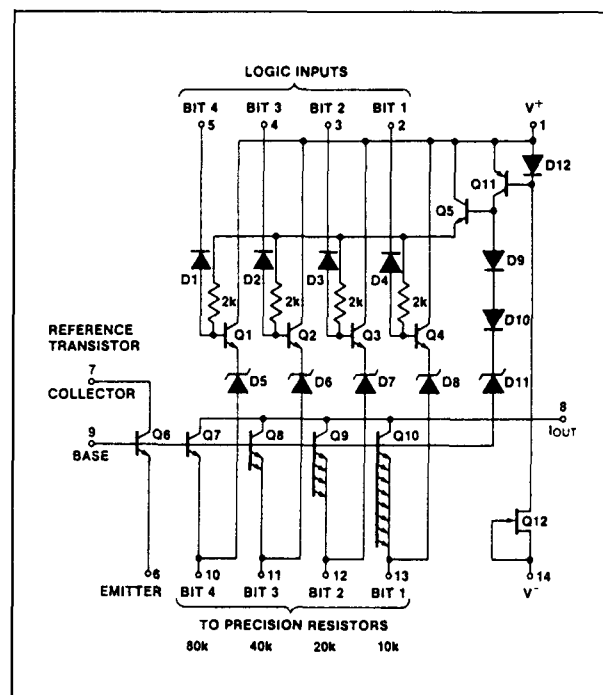 LOGIC INPUTS
BIT 4 BIT 3 BIT 2 BIT 1 V+
5 4 3 2 1
D12
Q11
Q5
D1 D2 D3 D4 D9
2k 2k 2k 2k
D10
REFERENCE
TRANSISTOR
Q1 Q2 Q3 Q4
7
COLLECTOR
D5 D6 D7 D8 D11
8
IOUT
9
BASE
Q6 Q7 Q8 Q9 Q10
Q12
6 10 11 12 13 14
EMITTER BIT 4 BIT 3 BIT 2 BIT 1 V-
TO PRECISION RESISTORS
80k 40k 20k 10k